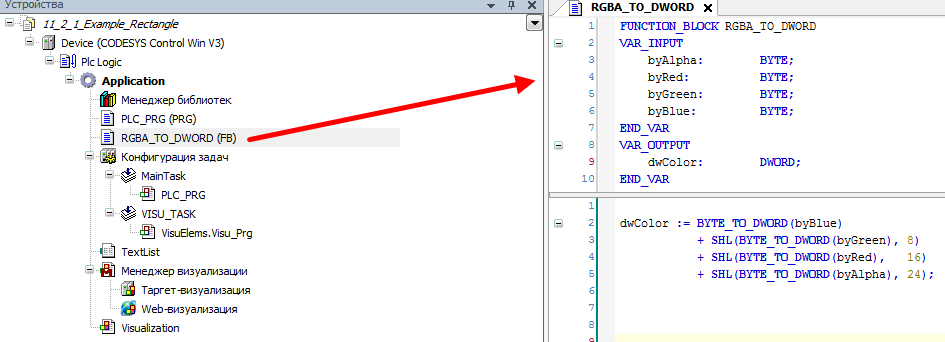 Устройства
11_2_1_Example_Rectangle
Device (CODESYS Control Win V3)
Plc Logic
Application
Менеджер библиотек
PLC_PRG (PRG)
RGBA_TO_DWORD (FB)
Конфигурация задач
MainTask
PLC_PRG
VISU_TASK
VisuElems.Visu_Prg
TextList
Менеджер визуализации
Таргет-визуализация
Web-визуализация
Visualization
RGBA_TO_DWORD
1 FUNCTION_BLOCK RGBA_TO_DWORD
2 VAR_INPUT
3 byAlpha: BYTE;
4 byRed: BYTE;
5 byGreen: BYTE;
6 byBlue: BYTE;
7 END_VAR
8 VAR_OUTPUT
9 dwColor: DWORD;
10 END_VAR
1
2 dwColor := BYTE_TO_DWORD(byBlue)
3 + SHL(BYTE_TO_DWORD(byGreen), 8)
4 + SHL(BYTE_TO_DWORD(byRed), 16)
5 + SHL(BYTE_TO_DWORD(byAlpha), 24);
6
7
8
9